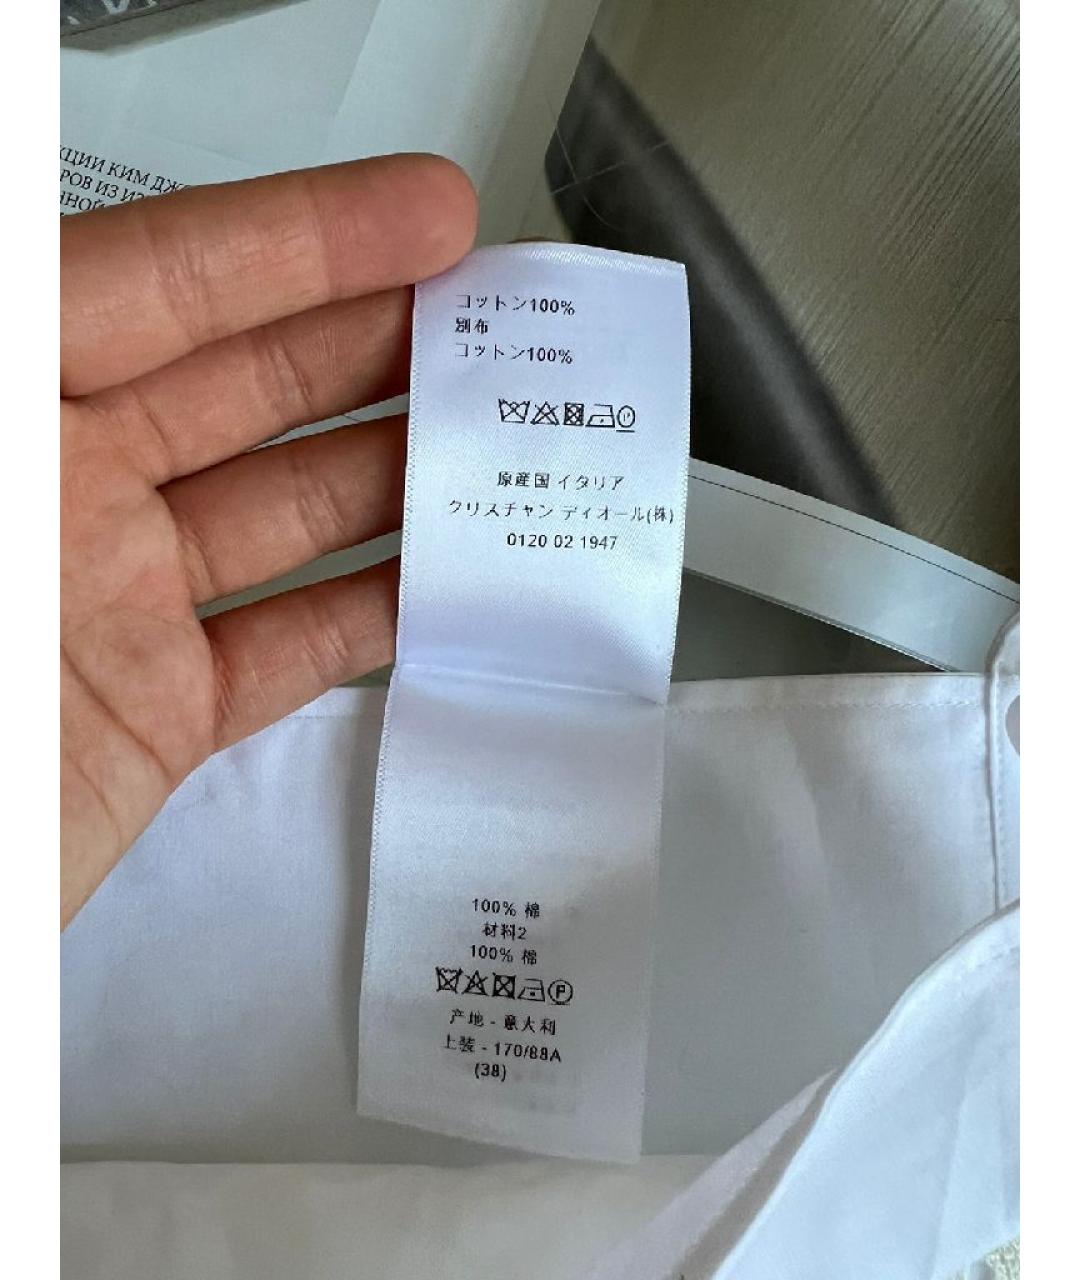 КЦИИ КИМ
РОВ ИЗ
ННОЙ
コットン100%
別布
コットン100%
原産国 イタリア
クリスチャン ディオール(株)
0120 02 1947
100% 棉
材料2
100% 棉
P
产地 - 意大利
上装 - 170/88A
(38)